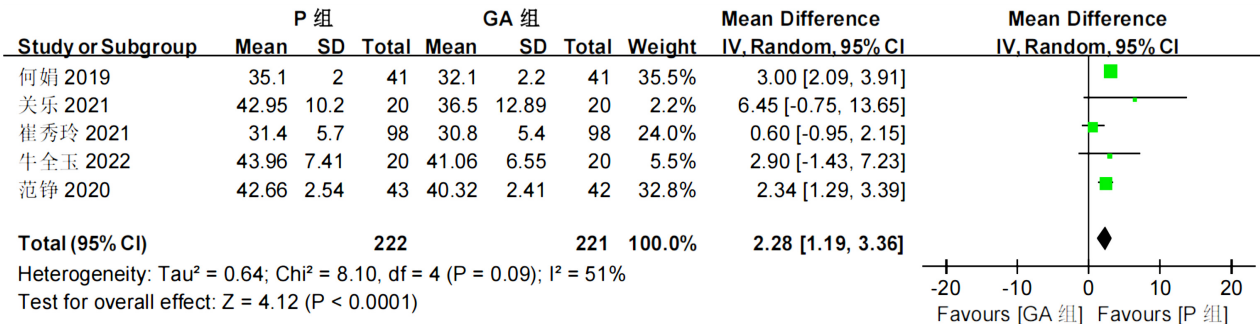 P 组 GA 组 Mean Difference Mean Difference
Study or Subgroup Mean SD Total Mean SD Total Weight IV, Random, 95% CI IV, Random, 95% CI
何娟 2019 35.1 2 41 32.1 2.2 41 35.5% 3.00 [2.09, 3.91]
关乐 2021 42.95 10.2 20 36.5 12.89 20 2.2% 6.45 [-0.75, 13.65]
崔秀玲 2021 31.4 5.7 98 30.8 5.4 98 24.0% 0.60 [-0.95, 2.15]
牛全玉 2022 43.96 7.41 20 41.06 6.55 20 5.5% 2.90 [-1.43, 7.23]
范铮 2020 42.66 2.54 43 40.32 2.41 42 32.8% 2.34 [1.29, 3.39]
Total (95% CI) 222 221 100.0% 2.28 [1.19, 3.36]
Heterogeneity: Tau² = 0.64; Chi² = 8.10, df = 4 (P = 0.09); I² = 51%
Test for overall effect: Z = 4.12 (P < 0.0001)
-20 -10 0 10 20
Favours [GA 组] Favours [P 组]